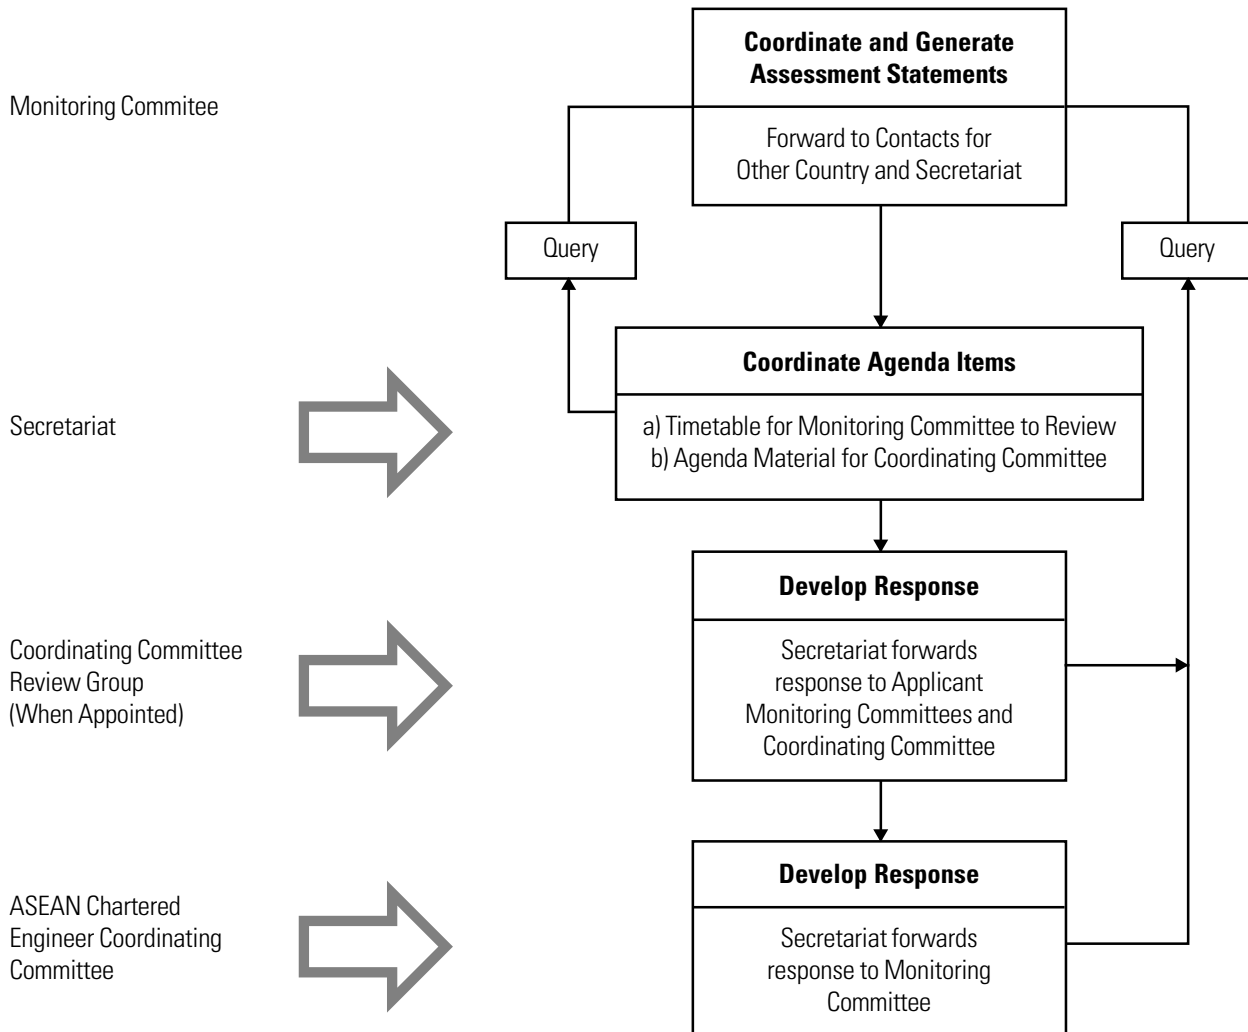 Monitoring Commitee
Coordinate and Generate
Assessment Statements
Forward to Contacts for
Other Country and Secretariat
Query
Query
Secretariat
Coordinate Agenda Items
a) Timetable for Monitoring Committee to Review
b) Agenda Material for Coordinating Committee
Coordinating Committee
Review Group
(When Appointed)
Develop Response
Secretariat forwards
response to Applicant
Monitoring Committees and
Coordinating Committee
ASEAN Chartered
Engineer Coordinating
Committee
Develop Response
Secretariat forwards
response to Monitoring
Committee